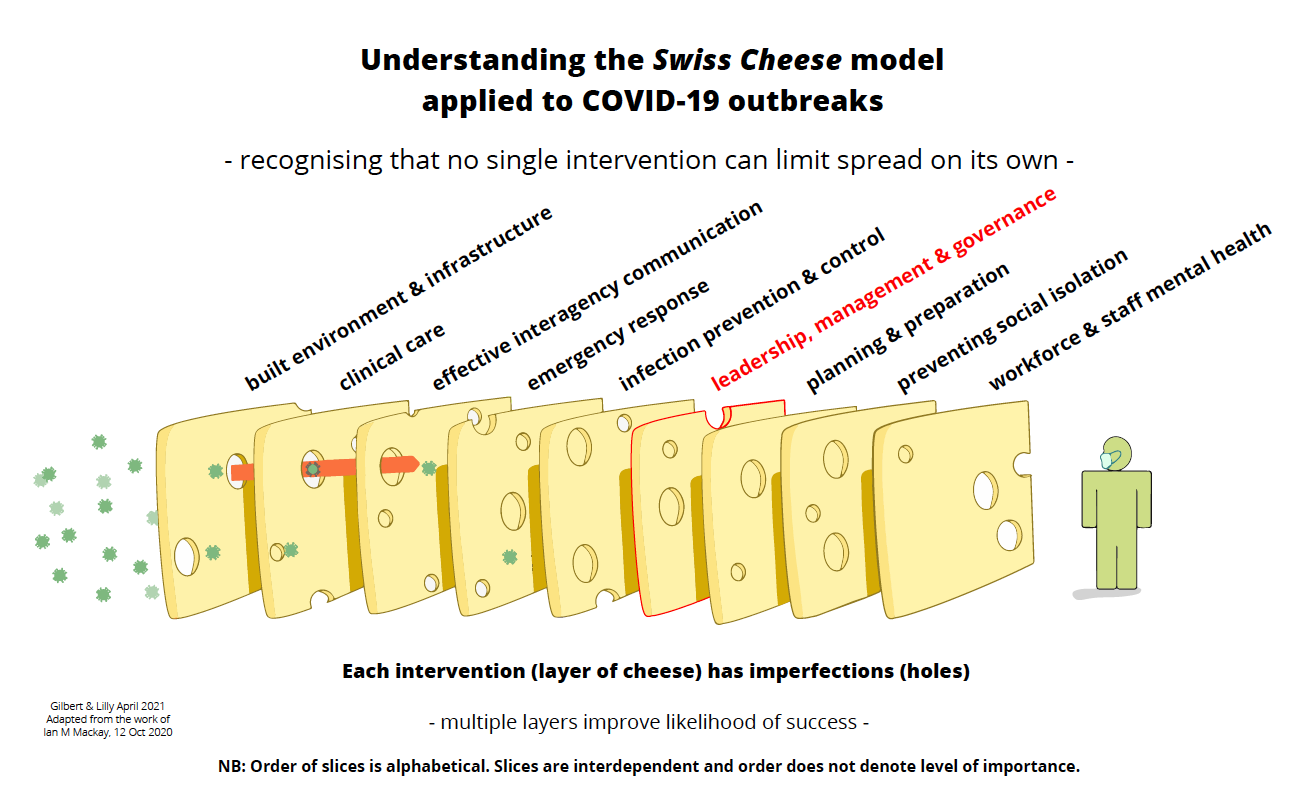 Understanding the Swiss Cheese model
applied to COVID-19 outbreaks
- recognising that no single intervention can limit spread on its own -
built environment & infrastructure
clinical care
effective interagency communication
emergency response
infection prevention & control
leadership, management & governance
planning & preparation
preventing social isolation
workforce & staff mental health
Each intervention (layer of cheese) has imperfections (holes)
Gilbert & Lilly April 2021
Adapted from the work of
Ian M Mackay, 12 Oct 2020
- multiple layers improve likelihood of success -
NB: Order of slices is alphabetical. Slices are interdependent and order does not denote level of importance.